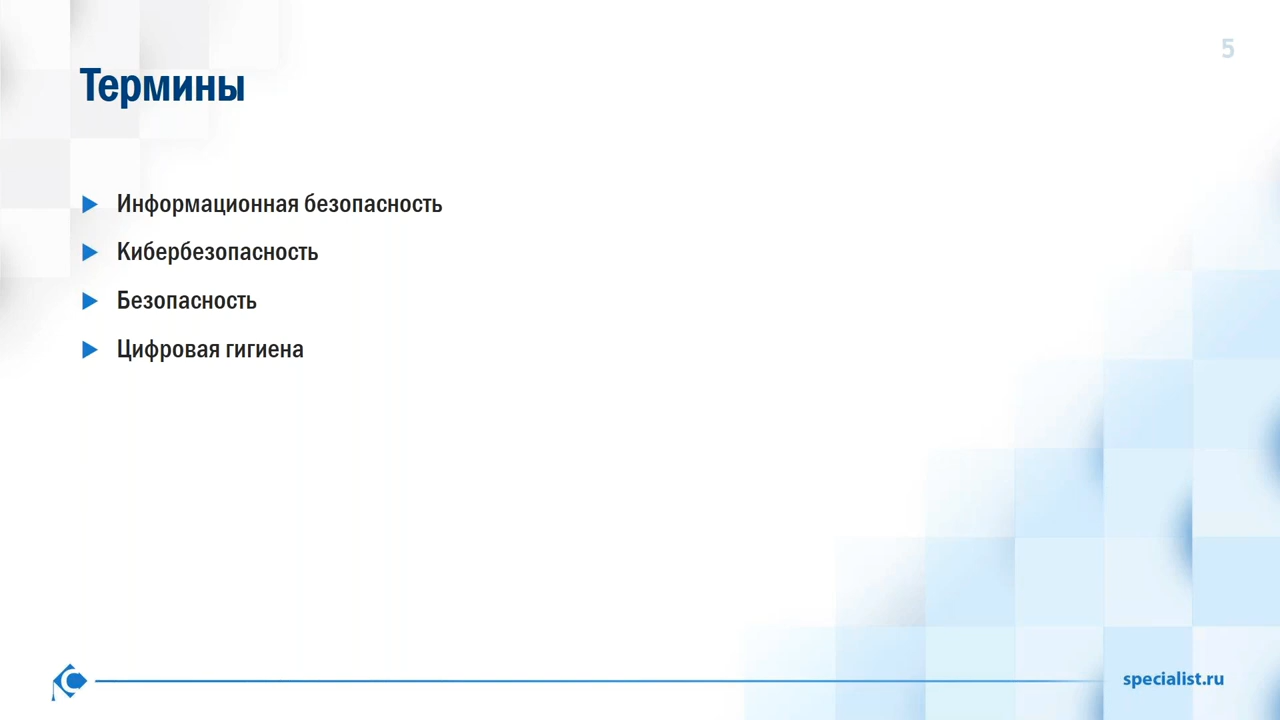 5
Термины
Информационная безопасность
Кибербезопасность
Безопасность
Цифровая гигиена
specialist.ru